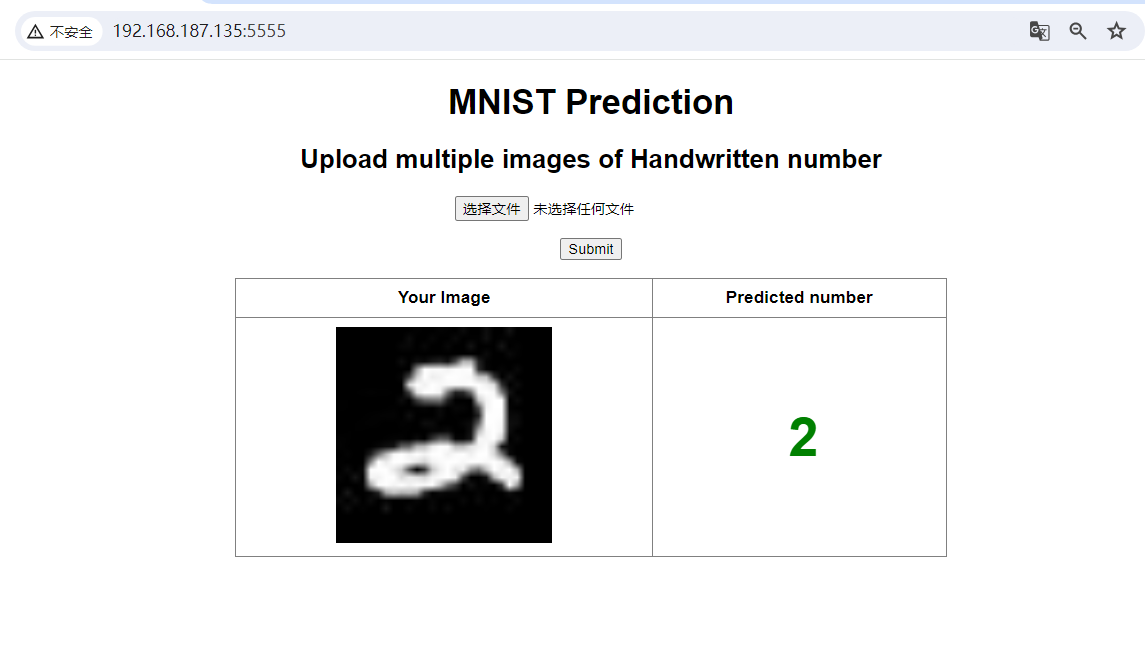 不安全 192.168.187.135:5555
MNIST Prediction
Upload multiple images of Handwritten number
选择文件 未选择任何文件
Submit
Your Image Predicted number
2 2